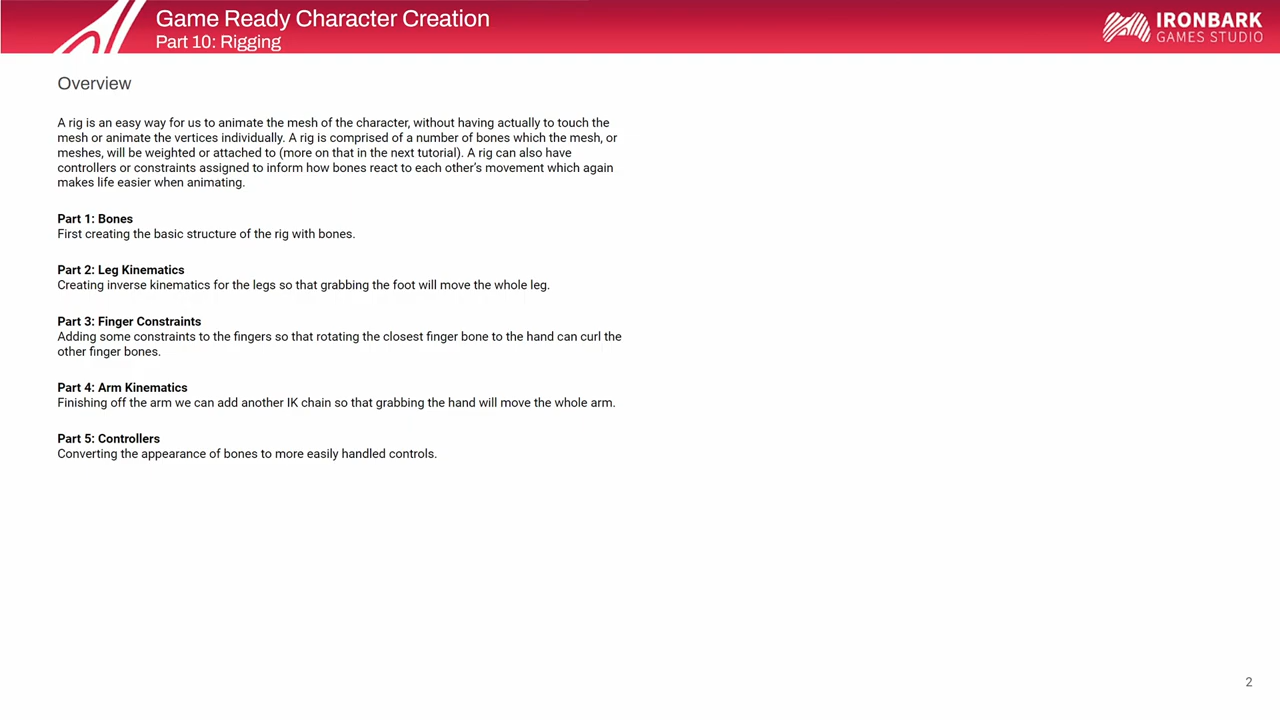 Game Ready Character Creation
Part 10: Rigging
IRONBARK
GAMES STUDIO
Overview
A rig is an easy way for us to animate the mesh of the character, without having actually to touch the
mesh or animate the vertices individually. A rig is comprised of a number of bones which the mesh, or
meshes, will be weighted or attached to (more on that in the next tutorial). A rig can also have
controllers or constraints assigned to inform how bones react to each other's movement which again
makes life easier when animating.
Part 1: Bones
First creating the basic structure of the rig with bones.
Part 2: Leg Kinematics
Creating inverse kinematics for the legs so that grabbing the foot will move the whole leg.
Part 3: Finger Constraints
Adding some constraints to the fingers so that rotating the closest finger bone to the hand can curl the
other finger bones.
Part 4: Arm Kinematics
Finishing off the arm we can add another IK chain so that grabbing the hand will move the whole arm.
Part 5: Controllers
Converting the appearance of bones to more easily handled controls.
2